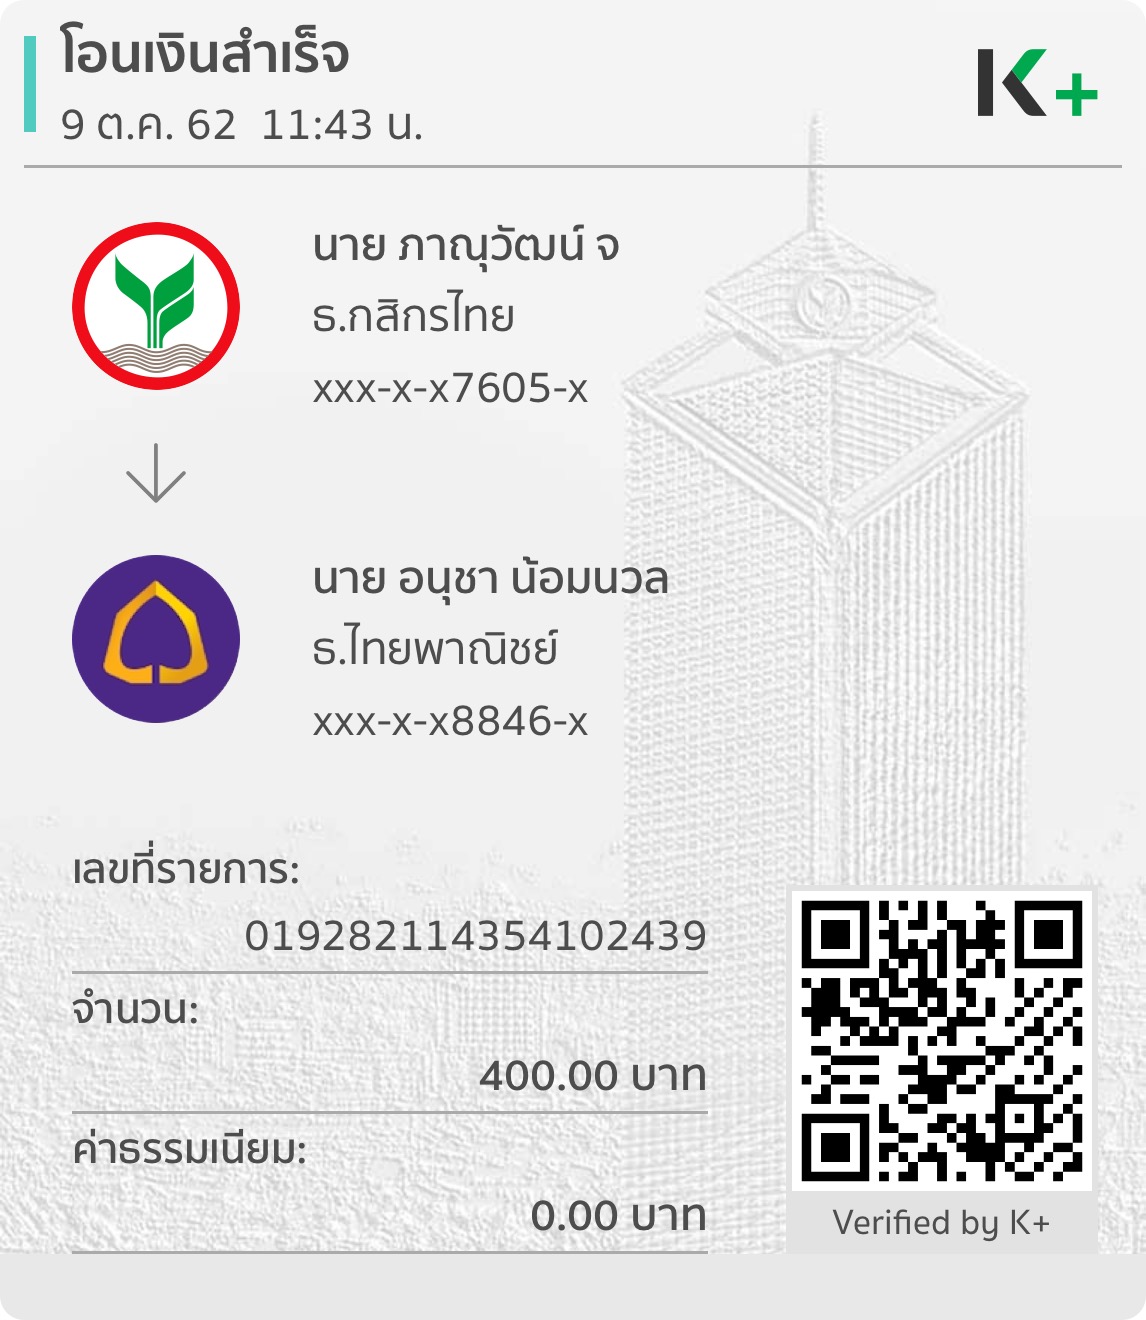 โอนเงินสำเร็จ
9 ต.ค. 62 11:43 น.
K+
นาย ภาณุวัฒน์ จ
ธ.กสิกรไทย
xxx-x-x7605-x
นาย อนุชา น้อมนวล
ธ.ไทยพาณิชย์
xxx-x-x8846-x
เลขที่รายการ:
019282114354102439
จำนวน:
400.00 บาท
ค่าธรรมเนียม:
0.00 บาท
Verified by K+